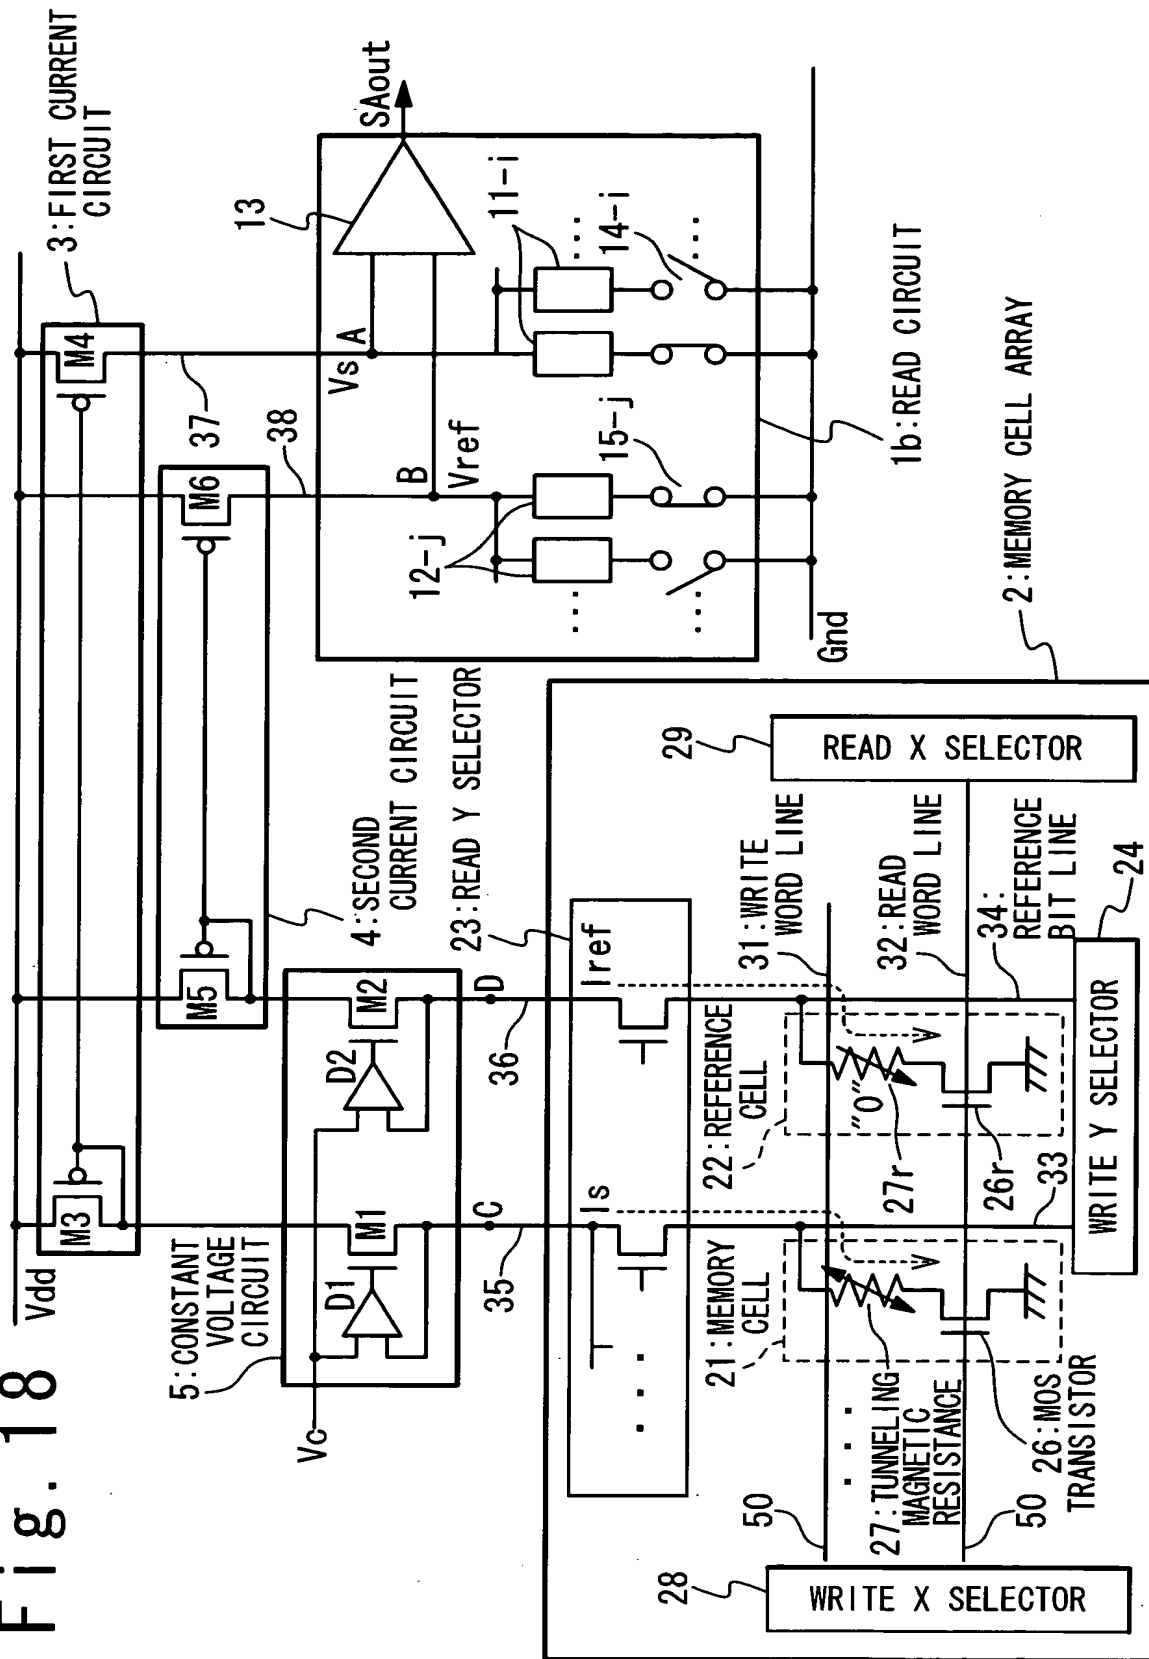 Fig. 18
Vdd
M3
M4
3:FIRST CURRENT
CIRCUIT
M5
M6
4:SECOND
CURRENT CIRCUIT
37
38
5:CONSTANT
VOLTAGE
CIRCUIT
Vc
D1
M1
D2
M2
C
D
35
36
13
SAout
Vs
A
B
Vref
11-i
12-j
14-i
15-j
...
...
...
...
Gnd
1b:READ CIRCUIT
2:MEMORY CELL ARRAY
23:READ Y SELECTOR
Is
Iref
...
29
READ X SELECTOR
31:WRITE
WORD LINE
32:READ
WORD LINE
34:
REFERENCE
BIT LINE
22:REFERENCE
CELL
"0"
27r
26r
21:MEMORY
CELL
...
27:TUNNELING
MAGNETIC
RESISTANCE
26:MOS
TRANSISTOR
33
24
WRITE Y SELECTOR
50
50
28
WRITE X SELECTOR